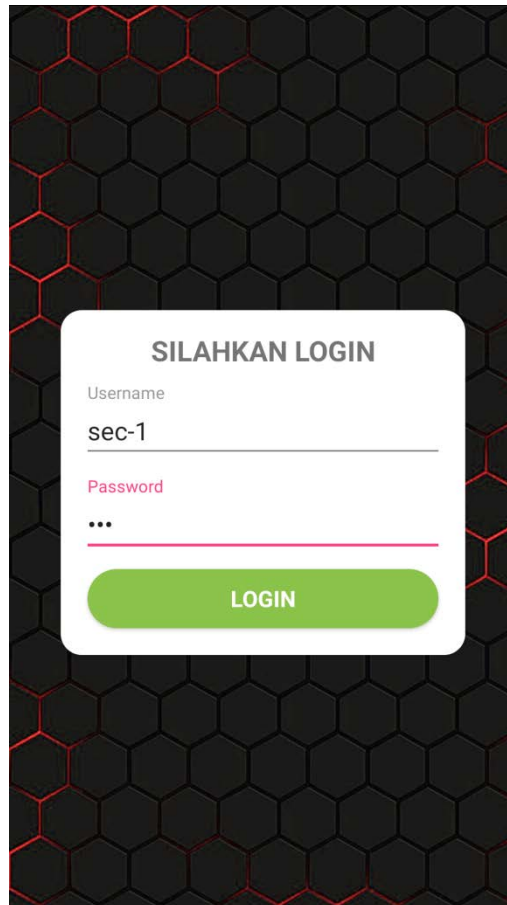 SILAHKAN LOGIN
Username
sec-1
Password
•••
LOGIN